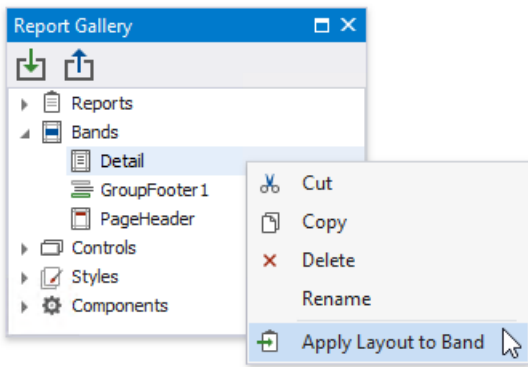 Report Gallery
Reports
Bands
Detail
GroupFooter1
PageHeader
Controls
Styles
Components
Cut
Copy
Delete
Rename
Apply Layout to Band